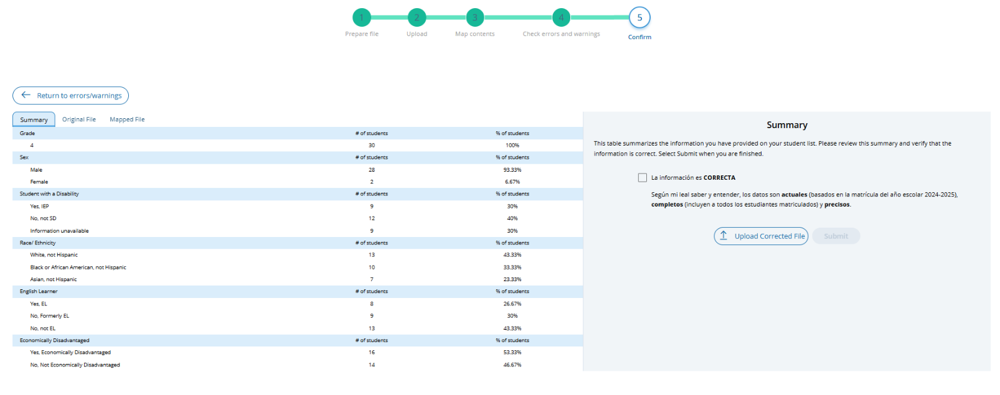 1 2 3 4 5
Prepare file Upload Map contents Check errors and warnings Confirm
Return to errors/warnings
Summary Original File Mapped File
Grade # of students % of students
4 30 100%
Sex # of students % of students
Male 28 93.33%
Female 2 6.67%
Student with a Disability # of students % of students
Yes, IEP 9 30%
No, not SD 12 40%
Information unavailable 9 30%
Race/ Ethnicity # of students % of students
White, not Hispanic 13 43.33%
Black or African American, not Hispanic 10 33.33%
Asian, not Hispanic 7 23.33%
English Learner # of students % of students
Yes, EL 8 26.67%
No, Formerly EL 9 30%
No, not EL 13 43.33%
Economically Disadvantaged # of students % of students
Yes, Economically Disadvantaged 16 53.33%
No, Not Economically Disadvantaged 14 46.67%
Summary
This table summarizes the information you have provided on your student list. Please review this summary and verify that the
information is correct. Select Submit when you are finished.
La información es CORRECTA
Según mi leal saber y entender, los datos son actuales (basados en la matrícula del año escolar 2024-2025),
completos (incluyen a todos los estudiantes matriculados) y precisos.
Upload Corrected File Submit